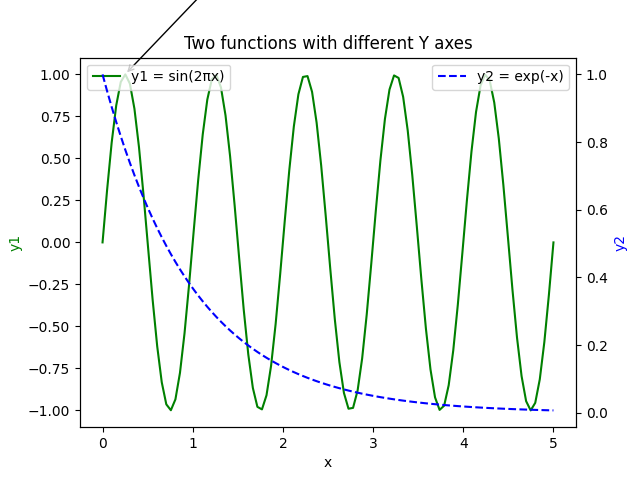 Two functions with different Y axes
y1 = sin(2πx)
y2 = exp(-x)
1.00
0.75
0.50
0.25
0.00
−0.25
−0.50
−0.75
−1.00
y1
1.0
0.8
0.6
0.4
0.2
0.0
y2
0 1 2 3 4 5
x